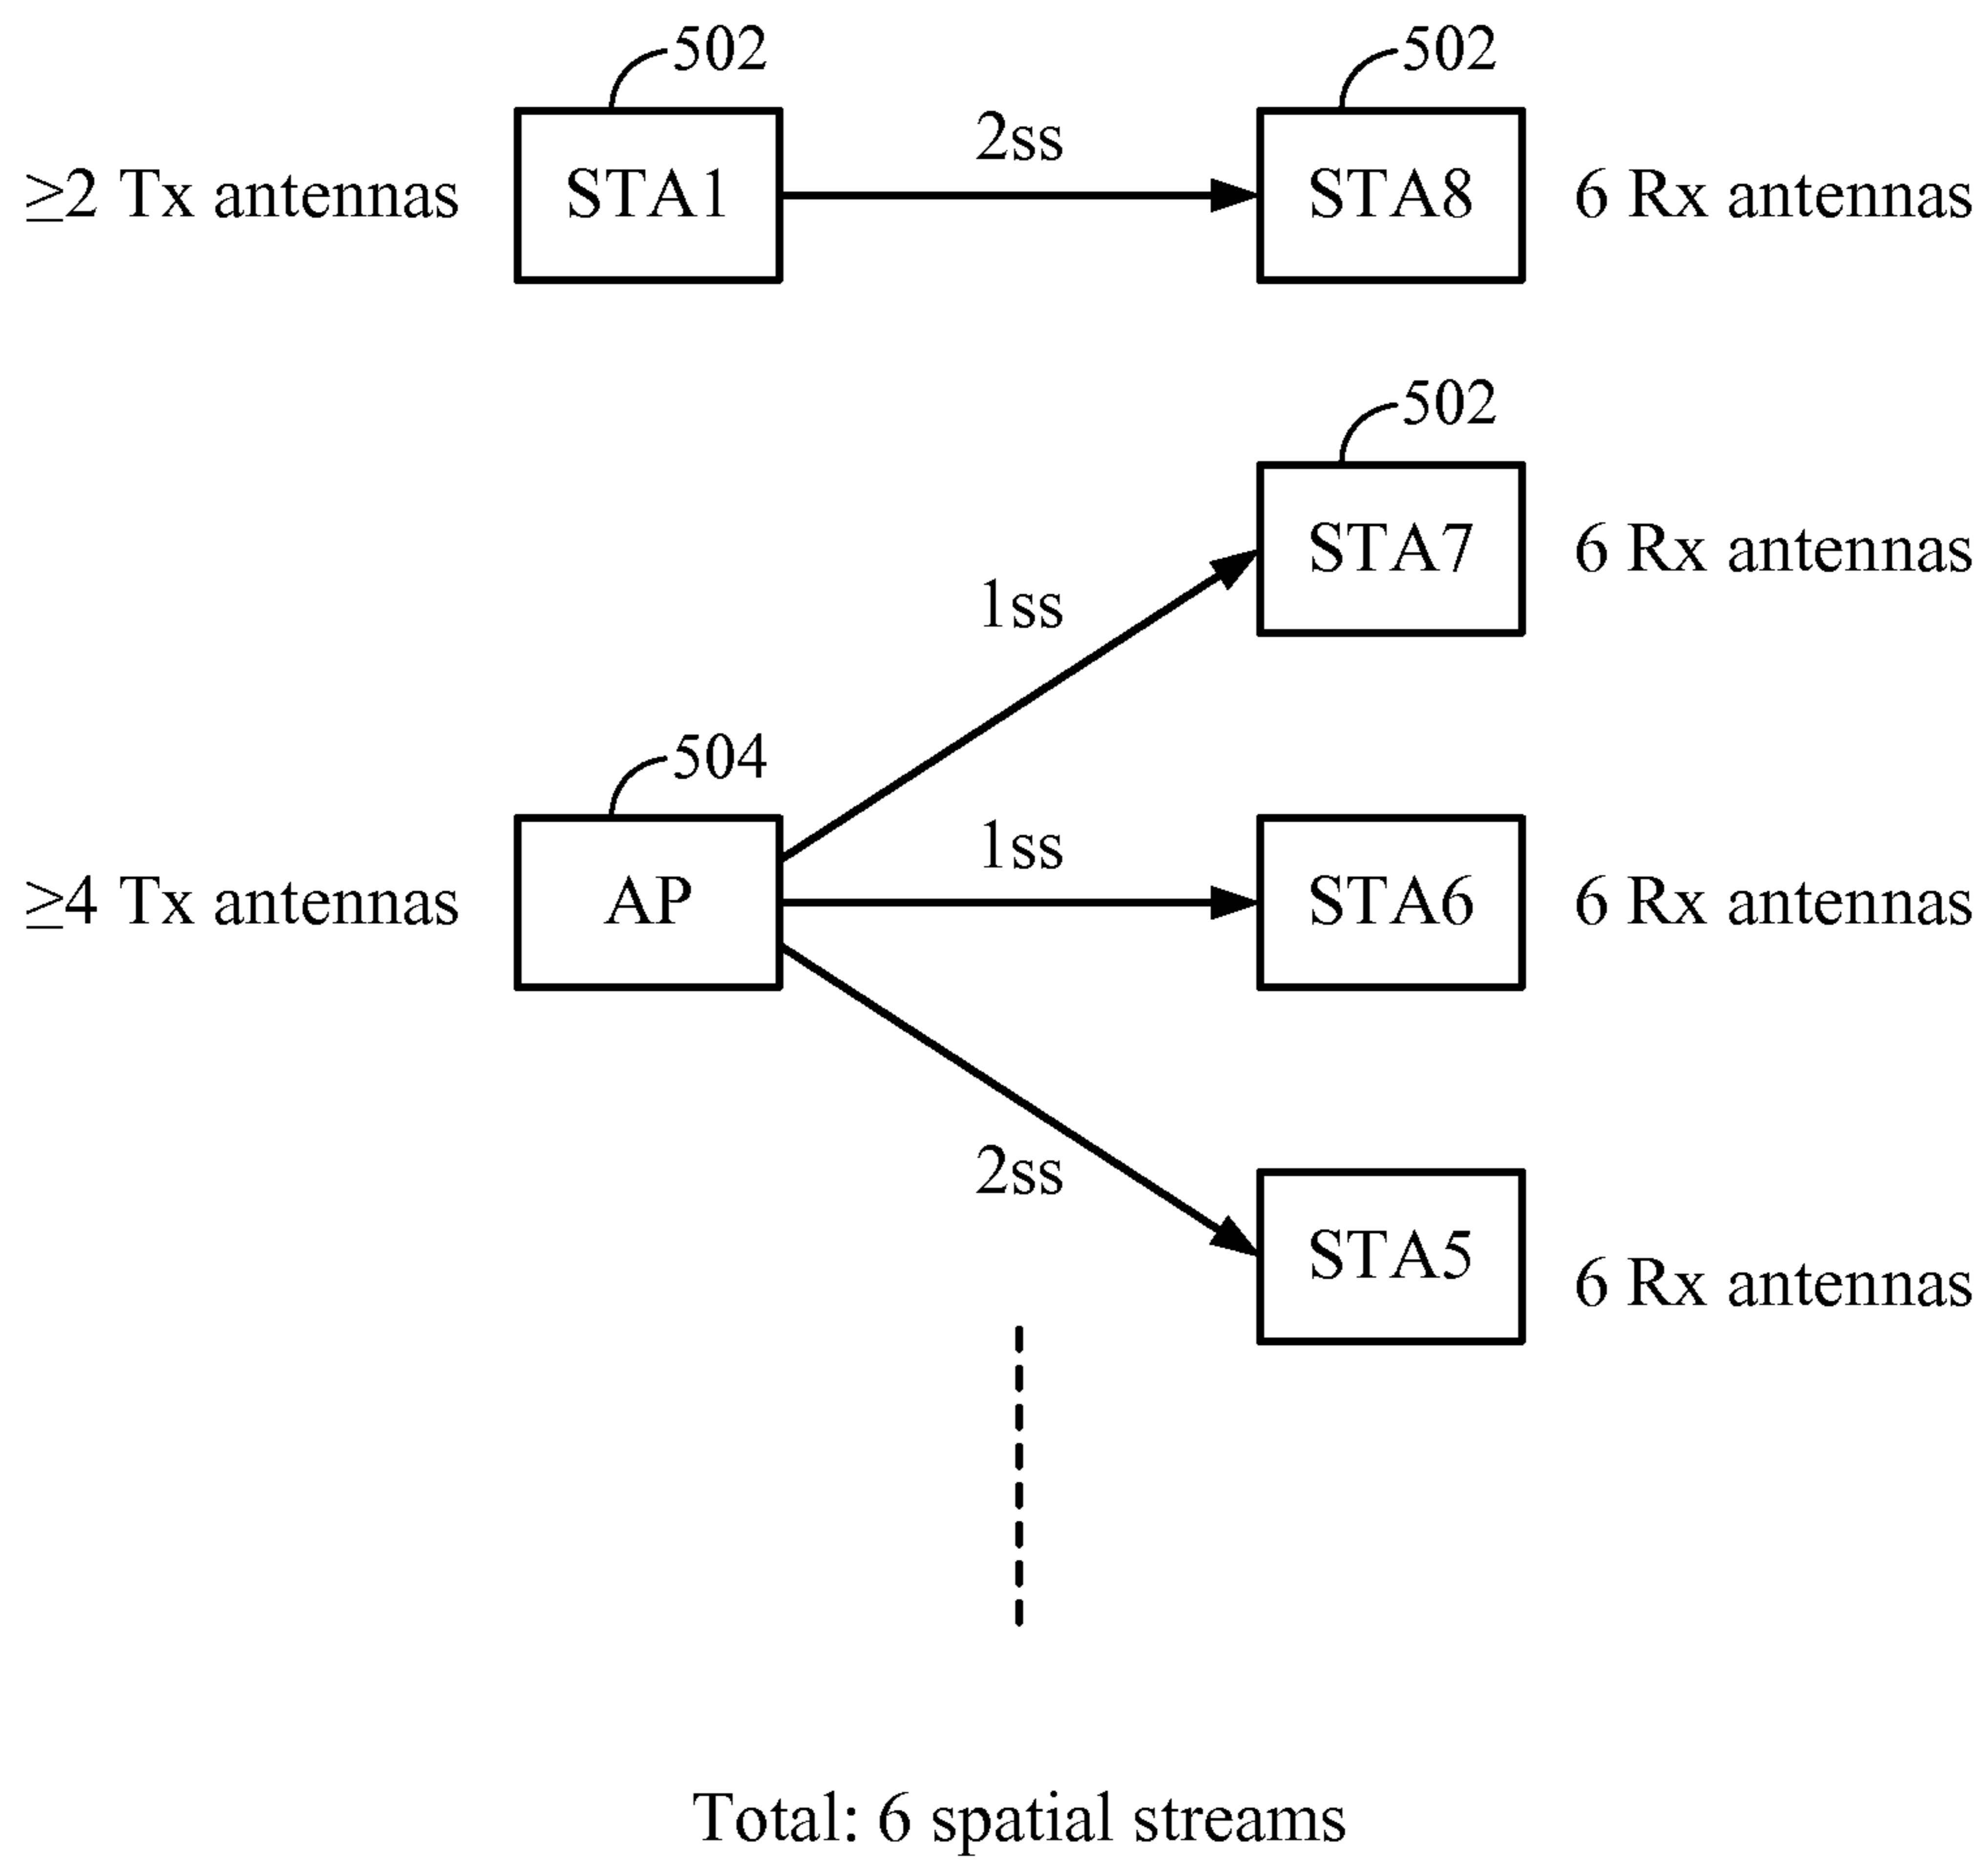 502 502
2ss
≥2 Tx antennas STA1 STA8 6 Rx antennas
502
STA7 6 Rx antennas
1ss
504
1ss
≥4 Tx antennas AP STA6 6 Rx antennas
2ss
STA5 6 Rx antennas
Total: 6 spatial streams